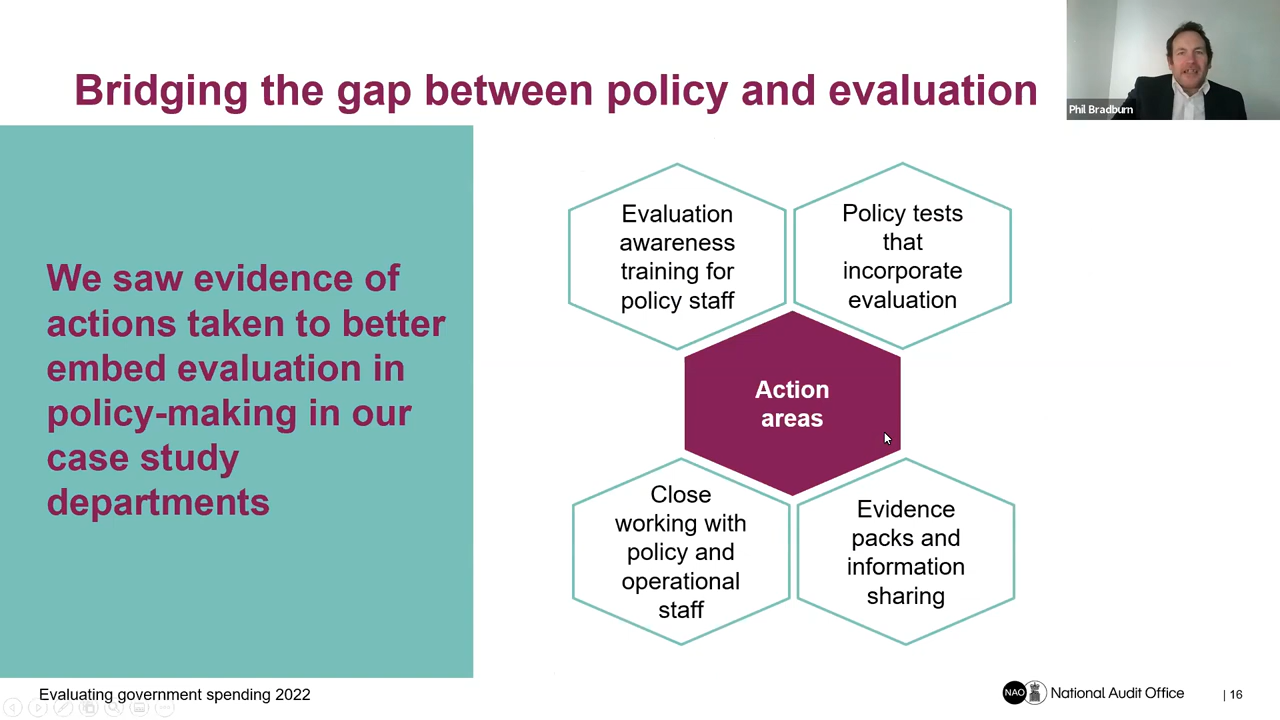 Bridging the gap between policy and evaluation
Phil Bradburn
We saw evidence of
actions taken to better
embed evaluation in
policy-making in our
case study
departments
Evaluation
awareness
training for
policy staff
Policy tests
that
incorporate
evaluation
Action
areas
Close
working with
policy and
operational
staff
Evidence
packs and
information
sharing
Evaluating government spending 2022
NAO National Audit Office
| 16